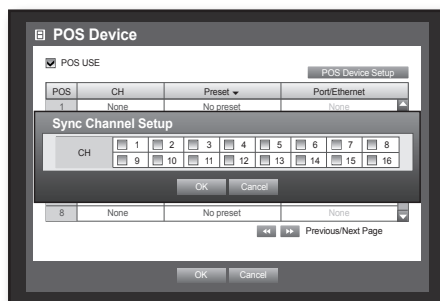 POS Device
POS USE
POS Device Setup
POS CH Preset Port/Ethernet
1 None No preset None
Sync Channel Setup
CH
1 2 3 4 5 6 7 8
9 10 11 12 13 14 15 16
OK Cancel
8 None No preset None
Previous/Next Page
OK Cancel